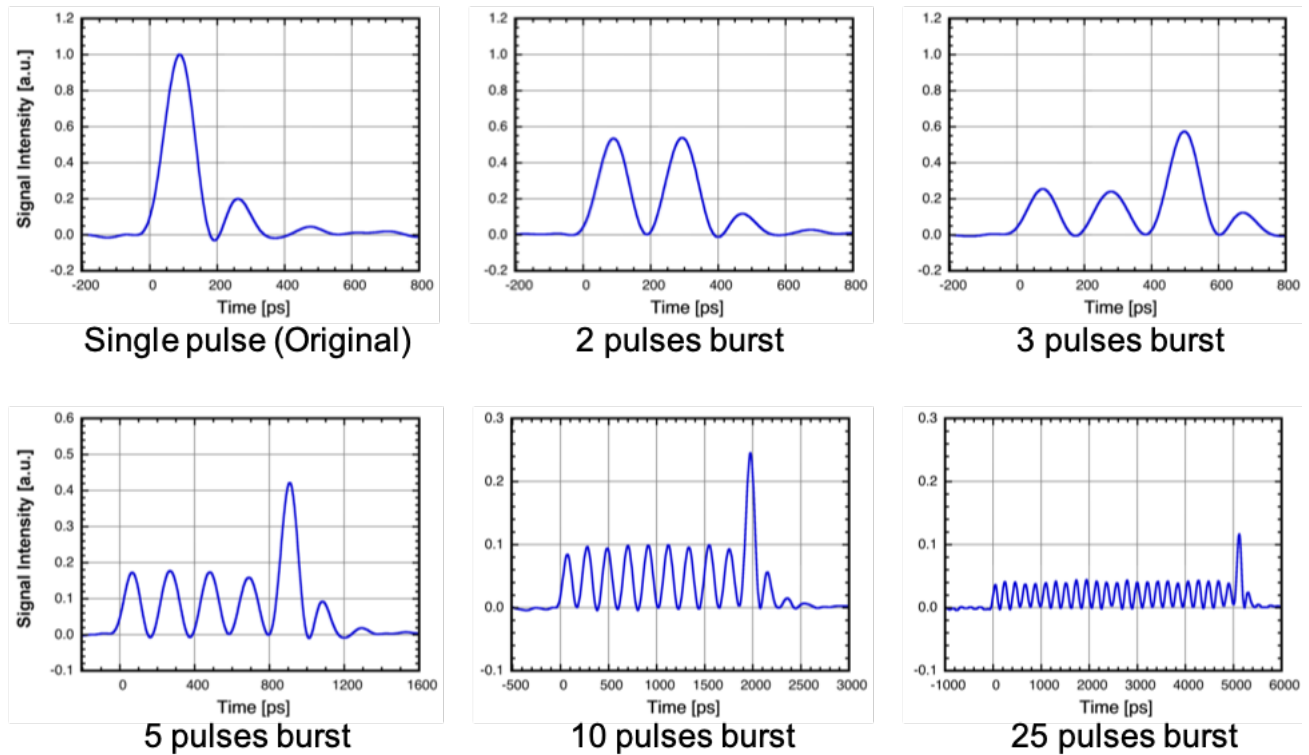 1.2
1.0
0.8
0.6
0.4
0.2
0.0
-0.2
Signal Intensity [a.u.]
-200 0 200 400 600 800
Time [ps]
Single pulse (Original)
1.2
1.0
0.8
0.6
0.4
0.2
0.0
-0.2
-200 0 200 400 600 800
Time [ps]
2 pulses burst
1.2
1.0
0.8
0.6
0.4
0.2
0.0
-0.2
-200 0 200 400 600 800
Time [ps]
3 pulses burst
0.6
0.5
0.4
0.3
0.2
0.1
0.0
-0.1
Signal Intensity [a.u.]
0 400 800 1200 1600
Time [ps]
5 pulses burst
0.3
0.2
0.1
0.0
-0.1
-500 0 500 1000 1500 2000 2500 3000
Time [ps]
10 pulses burst
0.3
0.2
0.1
0.0
-0.1
-1000 0 1000 2000 3000 4000 5000 6000
Time [ps]
25 pulses burst